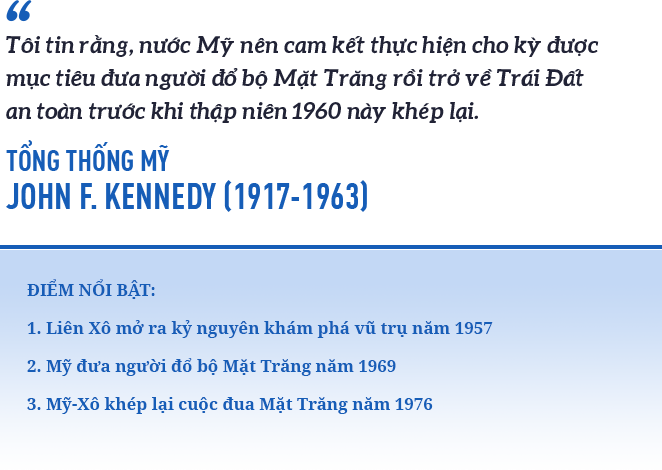 “
Tôi tin rằng, nước Mỹ nên cam kết thực hiện cho kỳ được
mục tiêu đưa người đổ bộ Mặt Trăng rồi trở về Trái Đất
an toàn trước khi thập niên 1960 này khép lại.
TỔNG THỐNG MỸ
JOHN F. KENNEDY (1917-1963)
ĐIỂM NỔI BẬT:
1. Liên Xô mở ra kỷ nguyên khám phá vũ trụ năm 1957
2. Mỹ đưa người đổ bộ Mặt Trăng năm 1969
3. Mỹ-Xô khép lại cuộc đua Mặt Trăng năm 1976